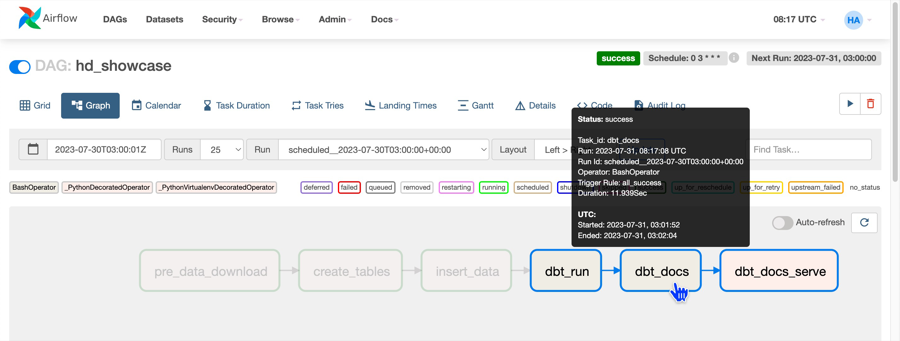 Airflow DAGs Datasets Security Browse Admin Docs 08:17 UTC HA
DAG: hd_showcase success Schedule: 0 3 * * * Next Run: 2023-07-31, 03:00:00
Grid Graph Calendar Task Duration Task Tries Landing Times Gantt Details Code Audit Log
2023-07-30T03:00:01Z Runs 25 Run scheduled__2023-07-30T03:00:00+00:00 Layout Left > Find Task...
BashOperator _PythonDecoratedOperator _PythonVirtualenvDecoratedOperator deferred failed queued removed restarting running scheduled up_for_reschedule up_for_retry upstream_failed no_status
Status: success
Task_id: dbt_docs
Run: 2023-07-31, 08:17:08 UTC
Run Id: scheduled__2023-07-30T03:00:00+00:00
Operator: BashOperator
Trigger Rule: all_success
Duration: 11.939Sec
UTC:
Started: 2023-07-31, 03:01:52
Ended: 2023-07-31, 03:02:04
Auto-refresh
pre_data_download create_tables insert_data dbt_run dbt_docs dbt_docs_serve